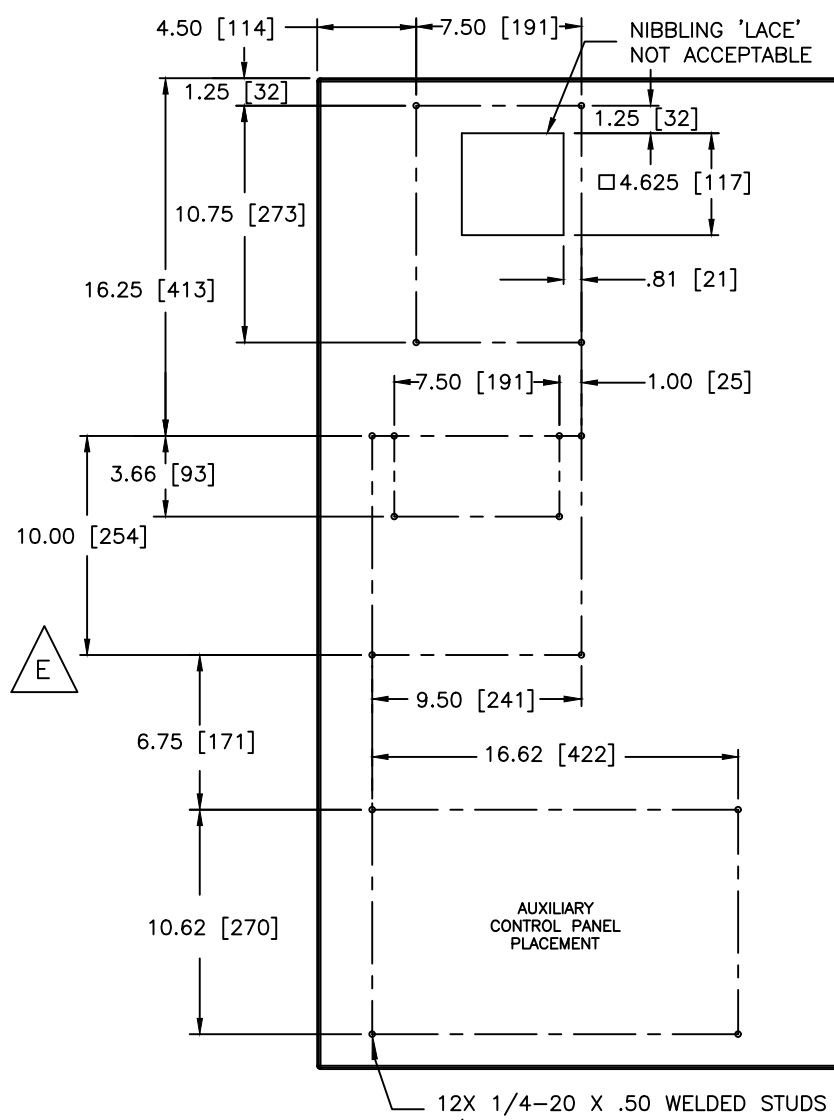 4.50 [114]
7.50 [191]
NIBBLING 'LACE'
NOT ACCEPTABLE
1.25 [32]
1.25 [32]
□4.625 [117]
10.75 [273]
.81 [21]
16.25 [413]
7.50 [191]
1.00 [25]
3.66 [93]
10.00 [254]
E
9.50 [241]
6.75 [171]
16.62 [422]
AUXILIARY
CONTROL PANEL
PLACEMENT
10.62 [270]
12X 1/4-20 X .50 WELDED STUDS